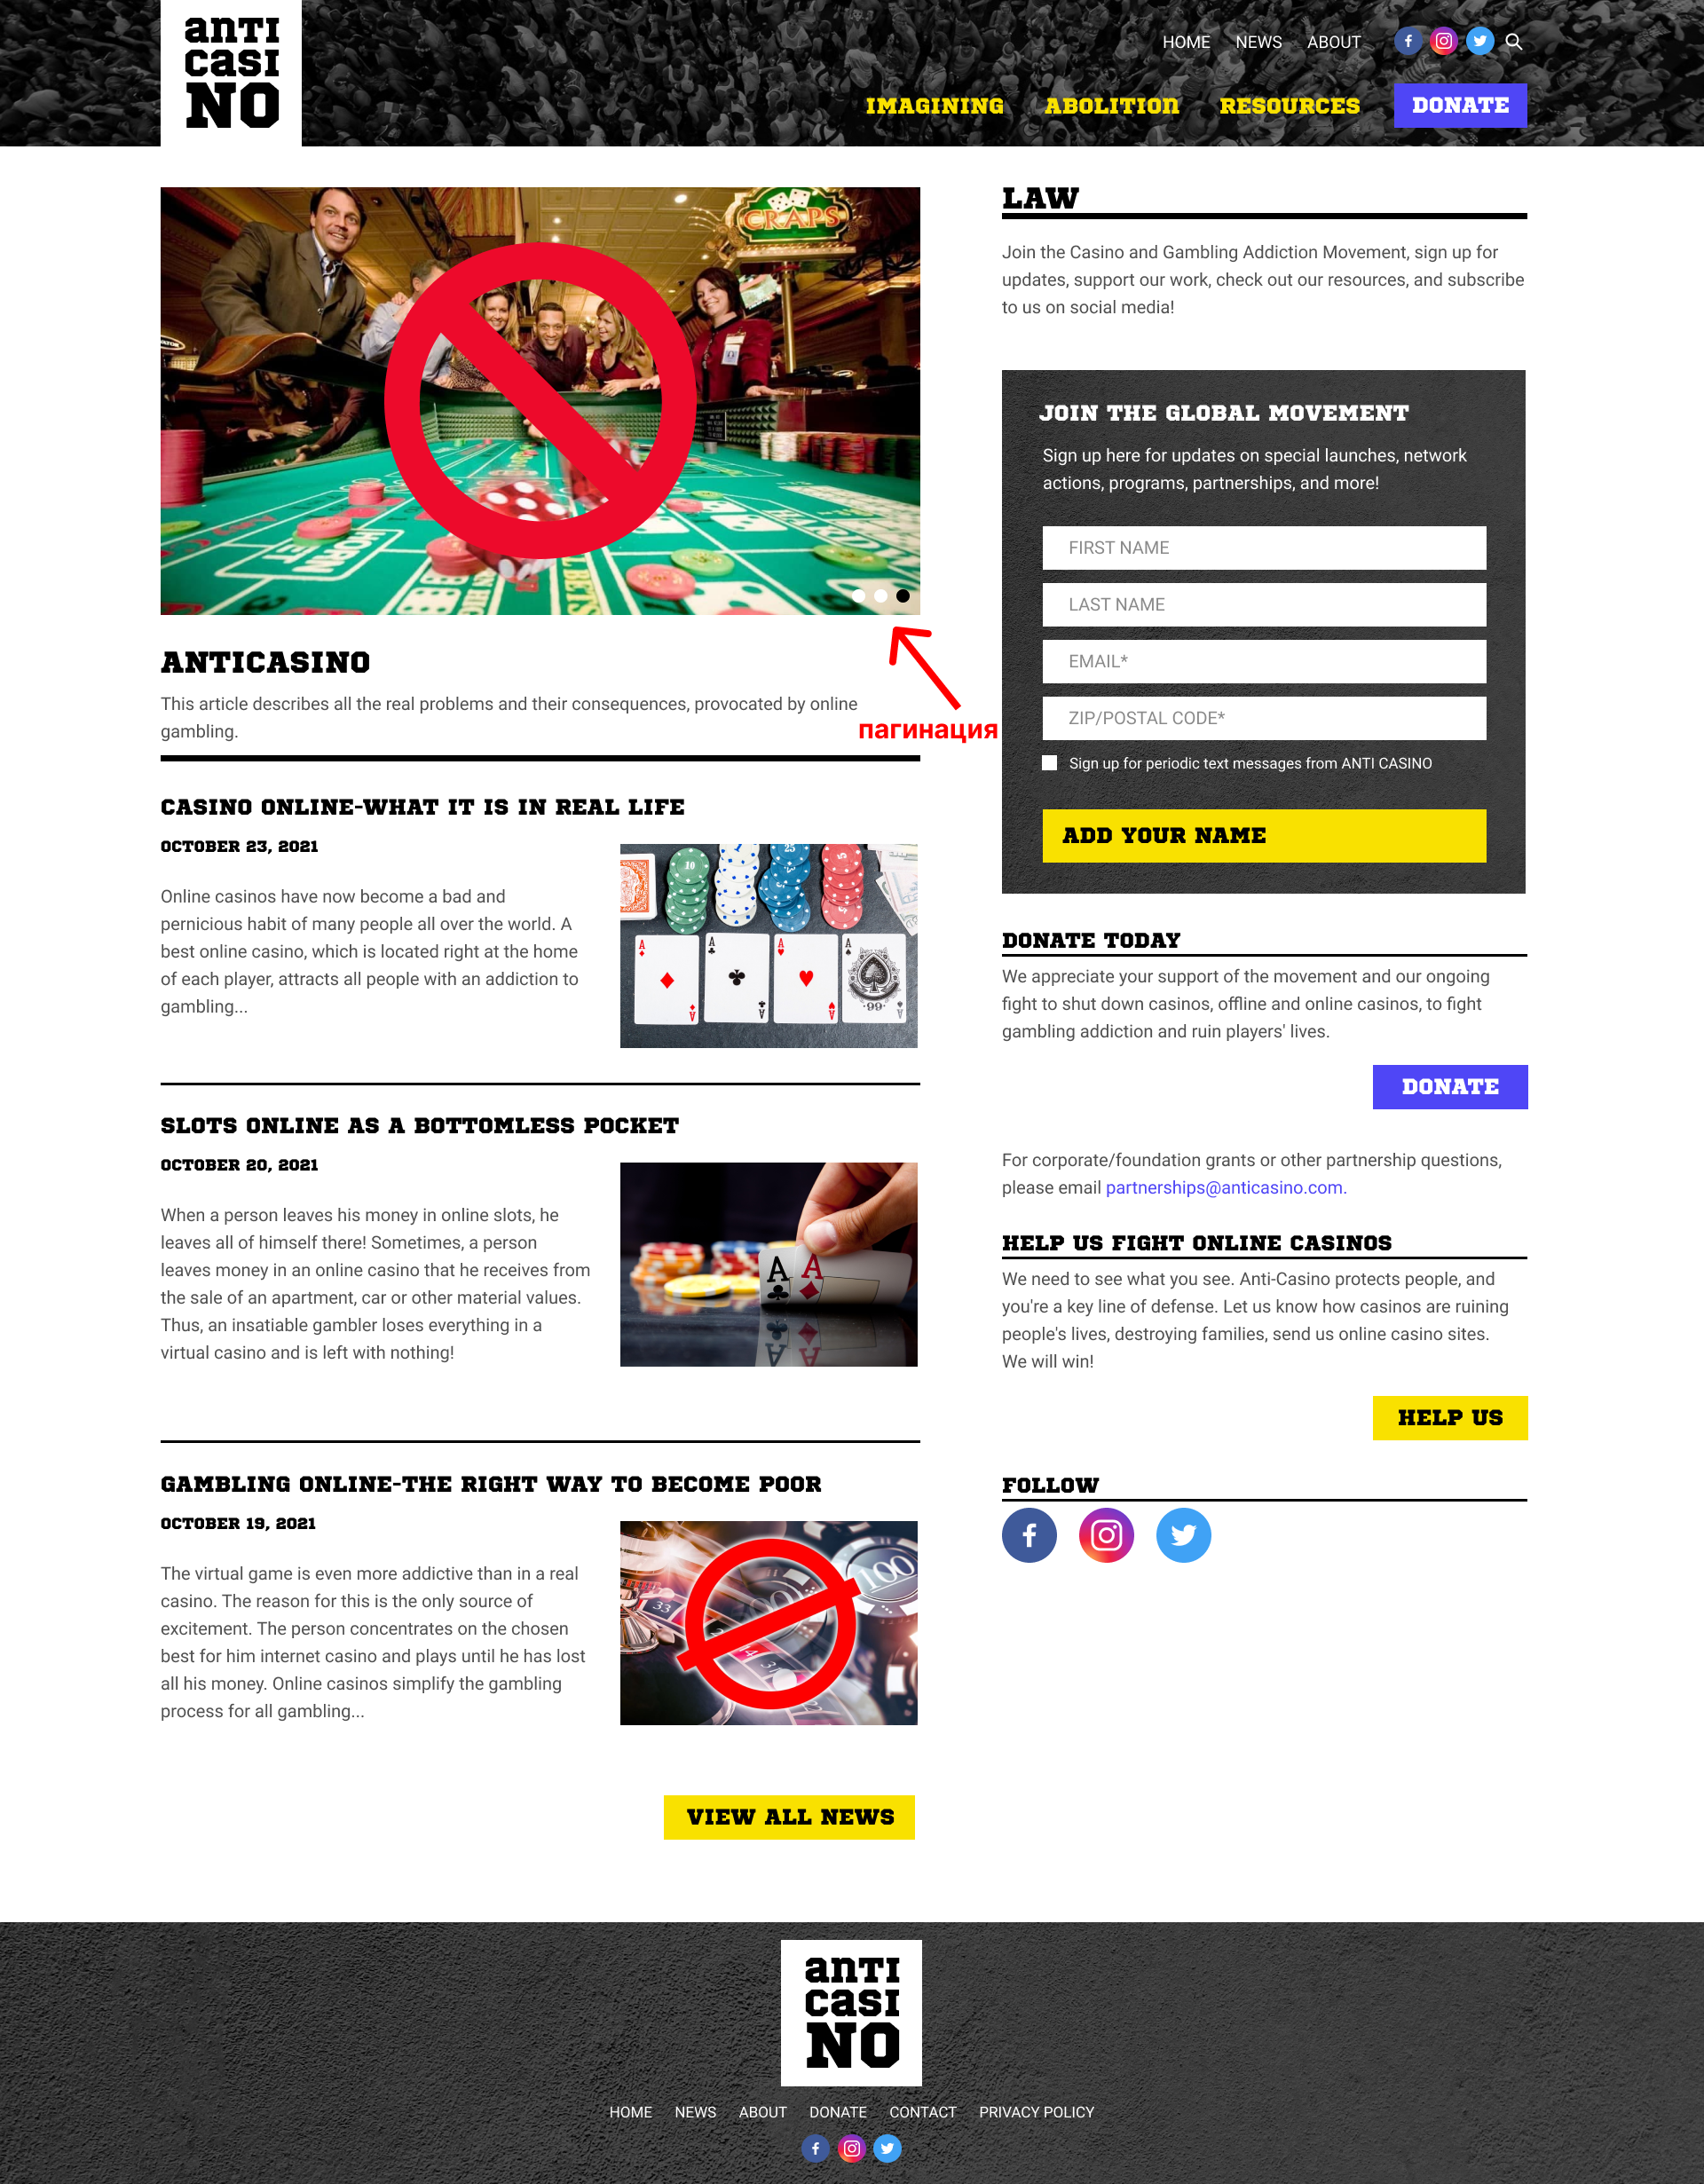 anTI
casI
NO
HOME NEWS ABOUT
IMAGINING ABOLITION RESOURCES DONATE
CRAPS
HORN
BET
ANTICASINO
This article describes all the real problems and their consequences, provocated by online
gambling.
пагинация
CASINO ONLINE-WHAT IT IS IN REAL LIFE
OCTOBER 23, 2021
Online casinos have now become a bad and
pernicious habit of many people all over the world. A
best online casino, which is located right at the home
of each player, attracts all people with an addiction to
gambling...
10
25
A A A A
99
SLOTS ONLINE AS A BOTTOMLESS POCKET
OCTOBER 20, 2021
When a person leaves his money in online slots, he
leaves all of himself there! Sometimes, a person
leaves money in an online casino that he receives from
the sale of an apartment, car or other material values.
Thus, an insatiable gambler loses everything in a
virtual casino and is left with nothing!
A A
GAMBLING ONLINE-THE RIGHT WAY TO BECOME POOR
OCTOBER 19, 2021
The virtual game is even more addictive than in a real
casino. The reason for this is the only source of
excitement. The person concentrates on the chosen
best for him internet casino and plays until he has lost
all his money. Online casinos simplify the gambling
process for all gambling...
100
33
VIEW ALL NEWS
LAW
Join the Casino and Gambling Addiction Movement, sign up for
updates, support our work, check out our resources, and subscribe
to us on social media!
JOIN THE GLOBAL MOVEMENT
Sign up here for updates on special launches, network
actions, programs, partnerships, and more!
FIRST NAME
LAST NAME
EMAIL*
ZIP/POSTAL CODE*
Sign up for periodic text messages from ANTI CASINO
ADD YOUR NAME
DONATE TODAY
We appreciate your support of the movement and our ongoing
fight to shut down casinos, offline and online casinos, to fight
gambling addiction and ruin players' lives.
DONATE
For corporate/foundation grants or other partnership questions,
please email partnerships@anticasino.com.
HELP US FIGHT ONLINE CASINOS
We need to see what you see. Anti-Casino protects people, and
you're a key line of defense. Let us know how casinos are ruining
people's lives, destroying families, send us online casino sites.
We will win!
HELP US
FOLLOW
anTI
casI
NO
HOME NEWS ABOUT DONATE CONTACT PRIVACY POLICY